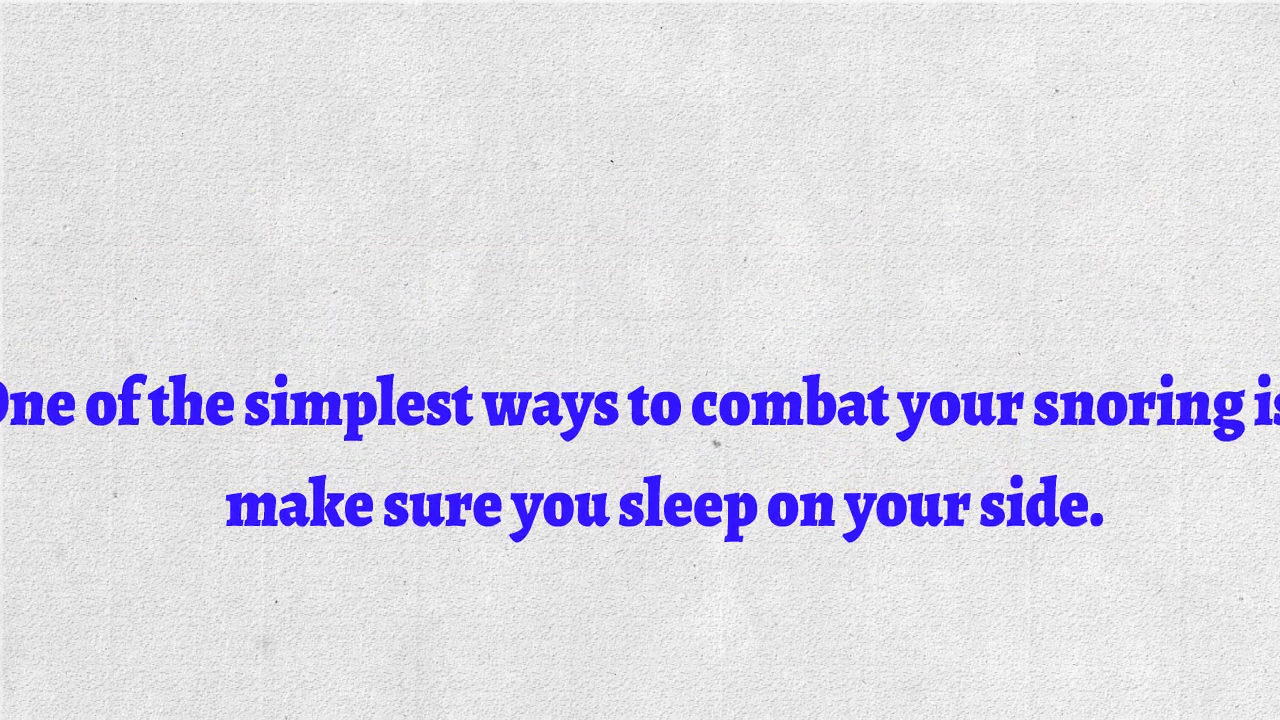 One of the simplest ways to combat your snoring is
make sure you sleep on your side.